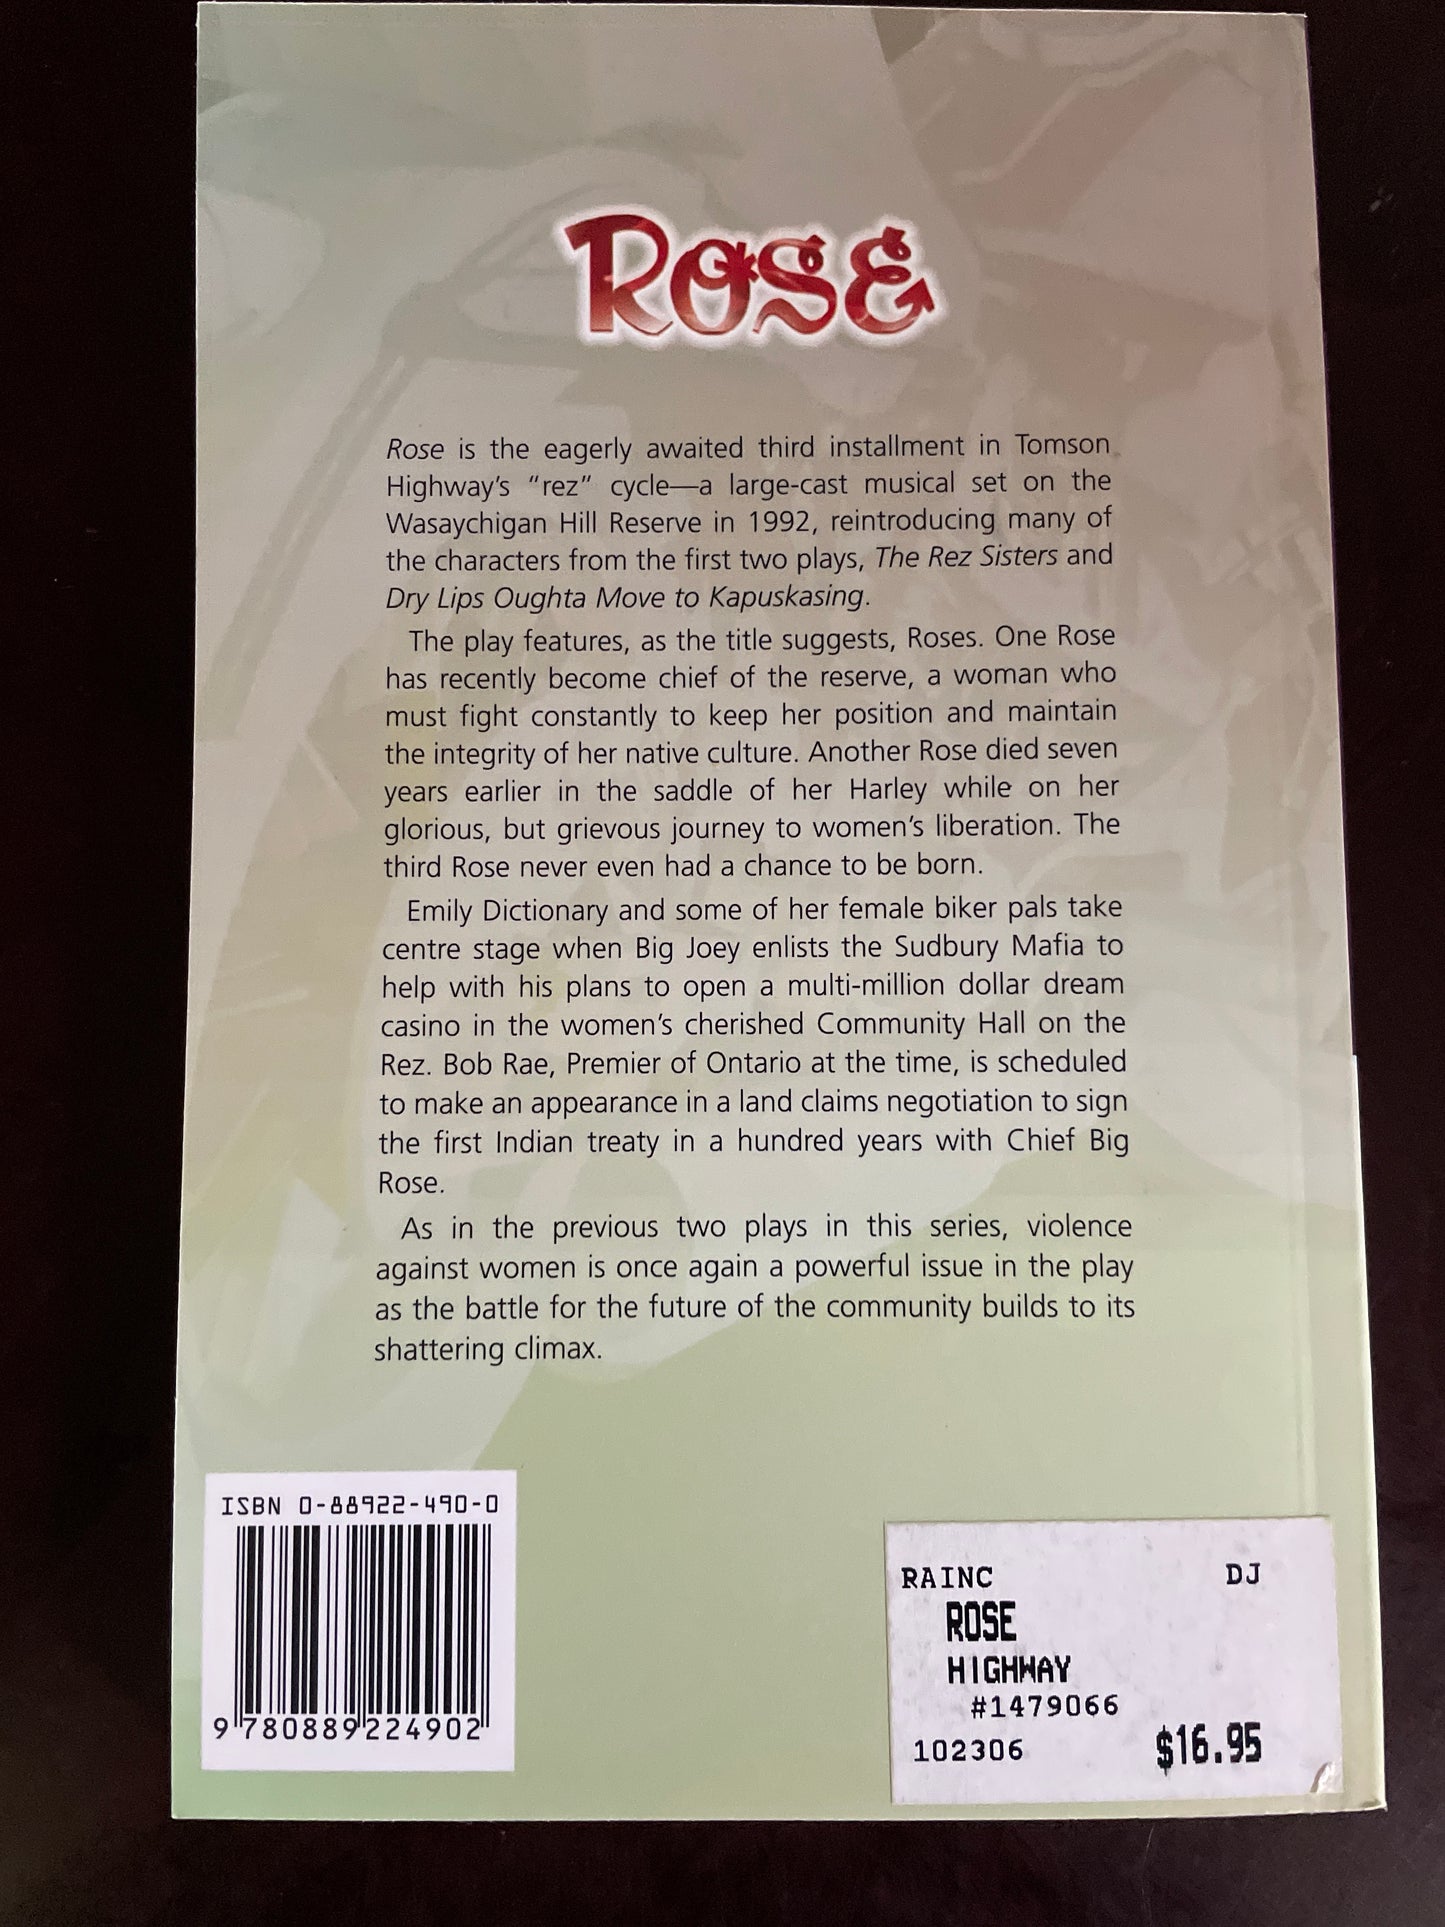 ROSE
Rose is the eagerly awaited third installment in Tomson
Highway's "rez" cycle—a large-cast musical set on the
Wasaychigan Hill Reserve in 1992, reintroducing many of
the characters from the first two plays, The Rez Sisters and
Dry Lips Oughta Move to Kapuskasing.
The play features, as the title suggests, Roses. One Rose
has recently become chief of the reserve, a woman who
must fight constantly to keep her position and maintain
the integrity of her native culture. Another Rose died seven
years earlier in the saddle of her Harley while on her
glorious, but grievous journey to women's liberation. The
third Rose never even had a chance to be born.
Emily Dictionary and some of her female biker pals take
centre stage when Big Joey enlists the Sudbury Mafia to
help with his plans to open a multi-million dollar dream
casino in the women's cherished Community Hall on the
Rez. Bob Rae, Premier of Ontario at the time, is scheduled
to make an appearance in a land claims negotiation to sign
the first Indian treaty in a hundred years with Chief Big
Rose.
As in the previous two plays in this series, violence
against women is once again a powerful issue in the play
as the battle for the future of the community builds to its
shattering climax.
ISBN 0-88922-490-0
9 780889 224902
RAINC DJ
ROSE
HIGHWAY
#1479066
102306 $16.95